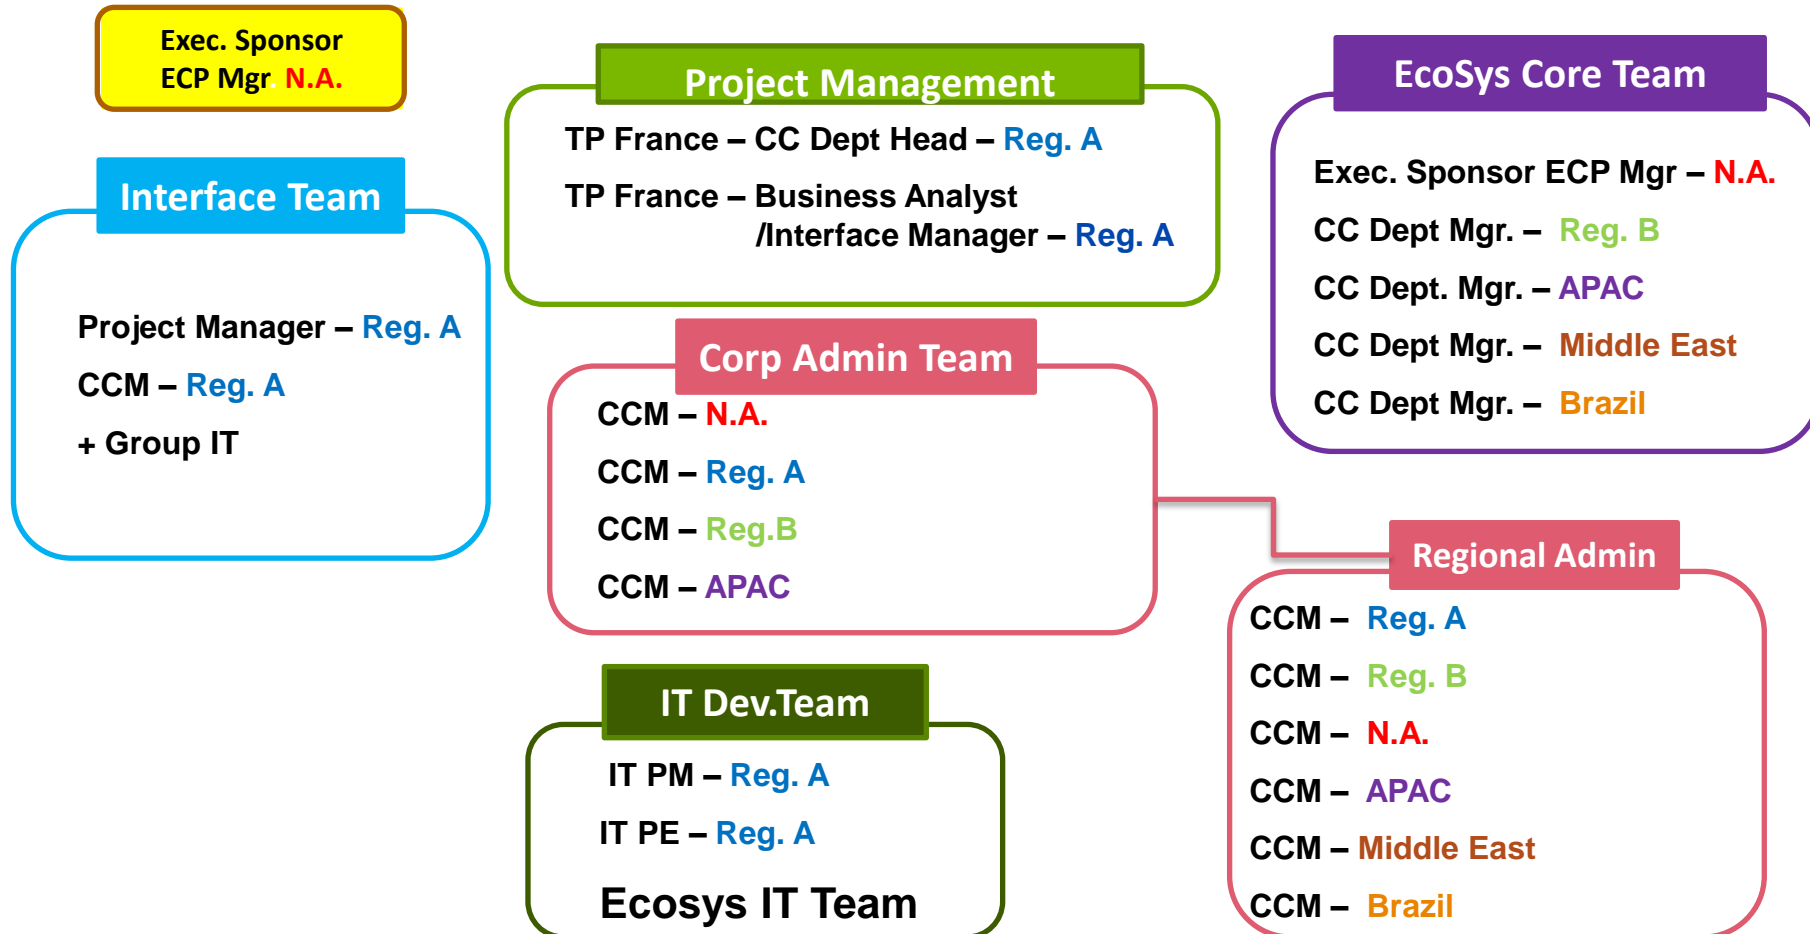 Exec. Sponsor
ECP Mgr. N.A.
Interface Team
Project Manager – Reg. A
CCM – Reg. A
+ Group IT
Project Management
TP France – CC Dept Head – Reg. A
TP France – Business Analyst
/Interface Manager – Reg. A
Corp Admin Team
CCM – N.A.
CCM – Reg. A
CCM – Reg.B
CCM – APAC
IT Dev.Team
IT PM – Reg. A
IT PE – Reg. A
Ecosys IT Team
EcoSys Core Team
Exec. Sponsor ECP Mgr – N.A.
CC Dept Mgr. – Reg. B
CC Dept. Mgr. – APAC
CC Dept Mgr. – Middle East
CC Dept Mgr. – Brazil
Regional Admin
CCM – Reg. A
CCM – Reg. B
CCM – N.A.
CCM – APAC
CCM – Middle East
CCM – Brazil